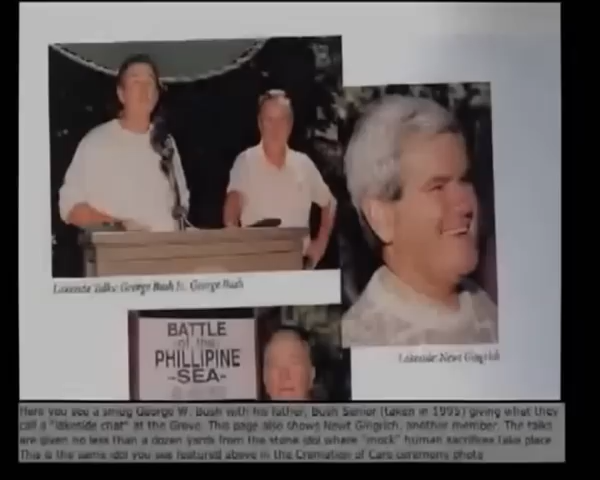 Lakeside Talks: George Bush Jr. George Bush
Lakeside: Newt Gingrich
BATTLE
of the
PHILLIPINE
-SEA-
Here you see a smug George W. Bush with his father, Bush Senior (taken in 1995) giving what they
call a "lakeside chat" at the Grove. This page also shows Newt Gingrich, another member. The talks
are given no less than a dozen yards from the stone idol where "mock" human sacrifices take place.
This is the same idol you see featured above in the Cremation of Care ceremony photo